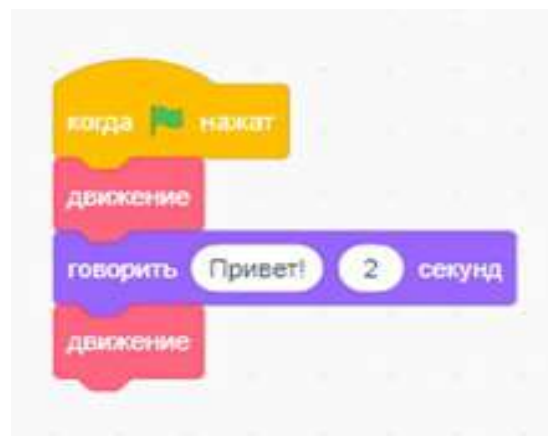 когда нажат
движение
говорить Привет! 2 секунд
движение